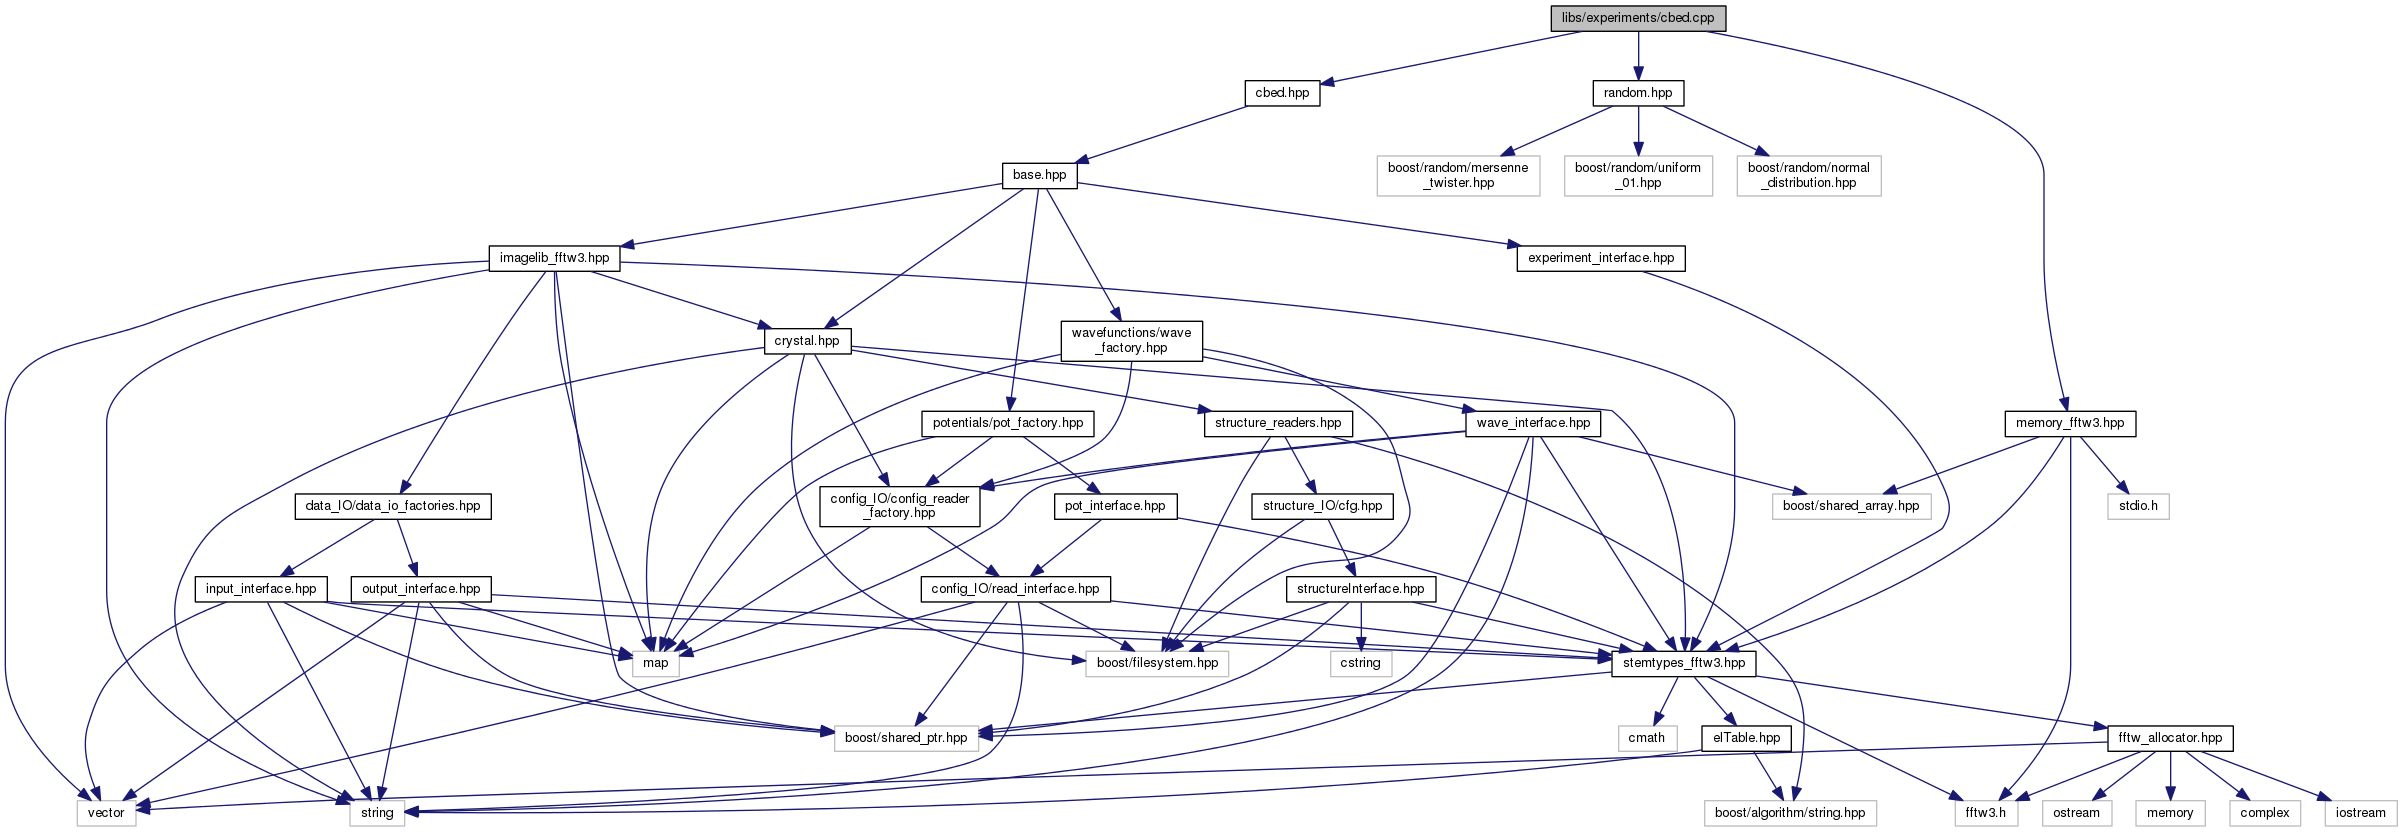 libs/experiments/cbed.cpp
cbed.hpp
random.hpp
base.hpp
boost/random/mersenne
_twister.hpp
boost/random/uniform
_01.hpp
boost/random/normal
_distribution.hpp
imagelib_fftw3.hpp
experiment_interface.hpp
crystal.hpp
wavefunctions/wave
_factory.hpp
potentials/pot_factory.hpp
structure_readers.hpp
wave_interface.hpp
memory_fftw3.hpp
data_IO/data_io_factories.hpp
config_IO/config_reader
_factory.hpp
pot_interface.hpp
structure_IO/cfg.hpp
boost/shared_array.hpp
stdio.h
input_interface.hpp
output_interface.hpp
config_IO/read_interface.hpp
structureInterface.hpp
map
boost/filesystem.hpp
cstring
stemtypes_fftw3.hpp
boost/shared_ptr.hpp
cmath
elTable.hpp
fftw_allocator.hpp
vector
string
boost/algorithm/string.hpp
fftw3.h
ostream
memory
complex
iostream